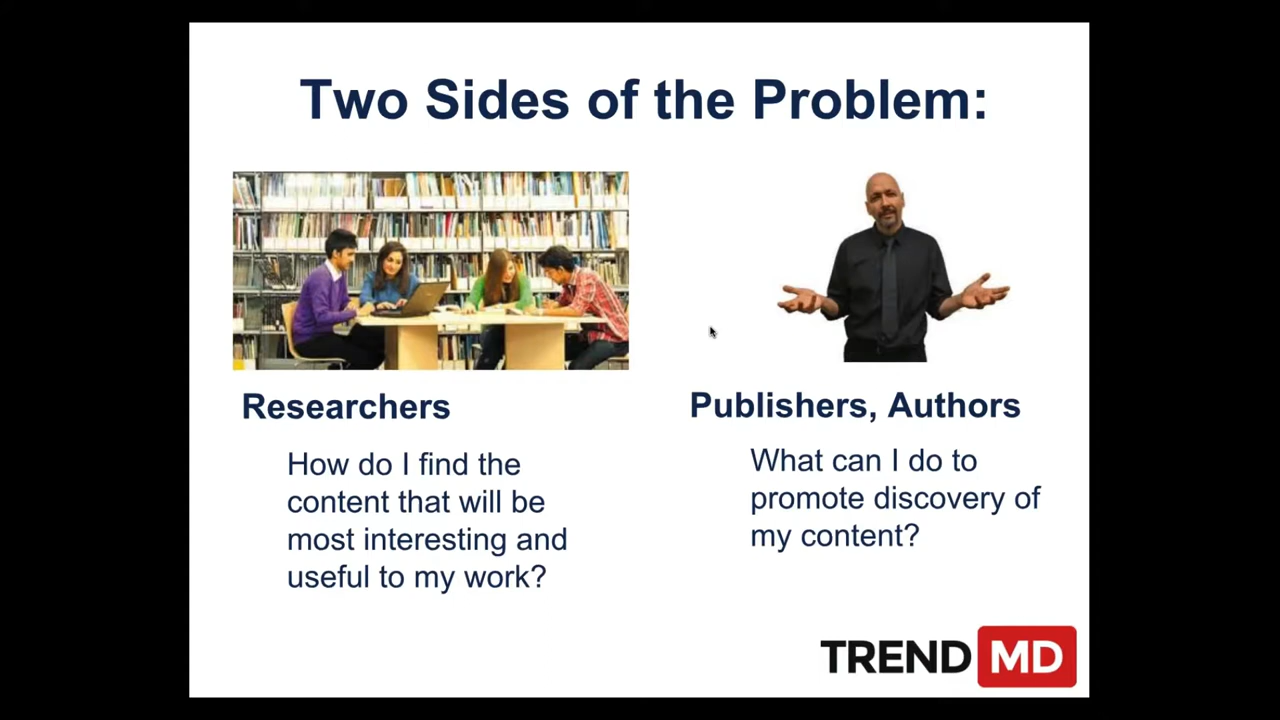 Two Sides of the Problem:
Researchers
How do I find the
content that will be
most interesting and
useful to my work?
Publishers, Authors
What can I do to
promote discovery of
my content?
TREND MD